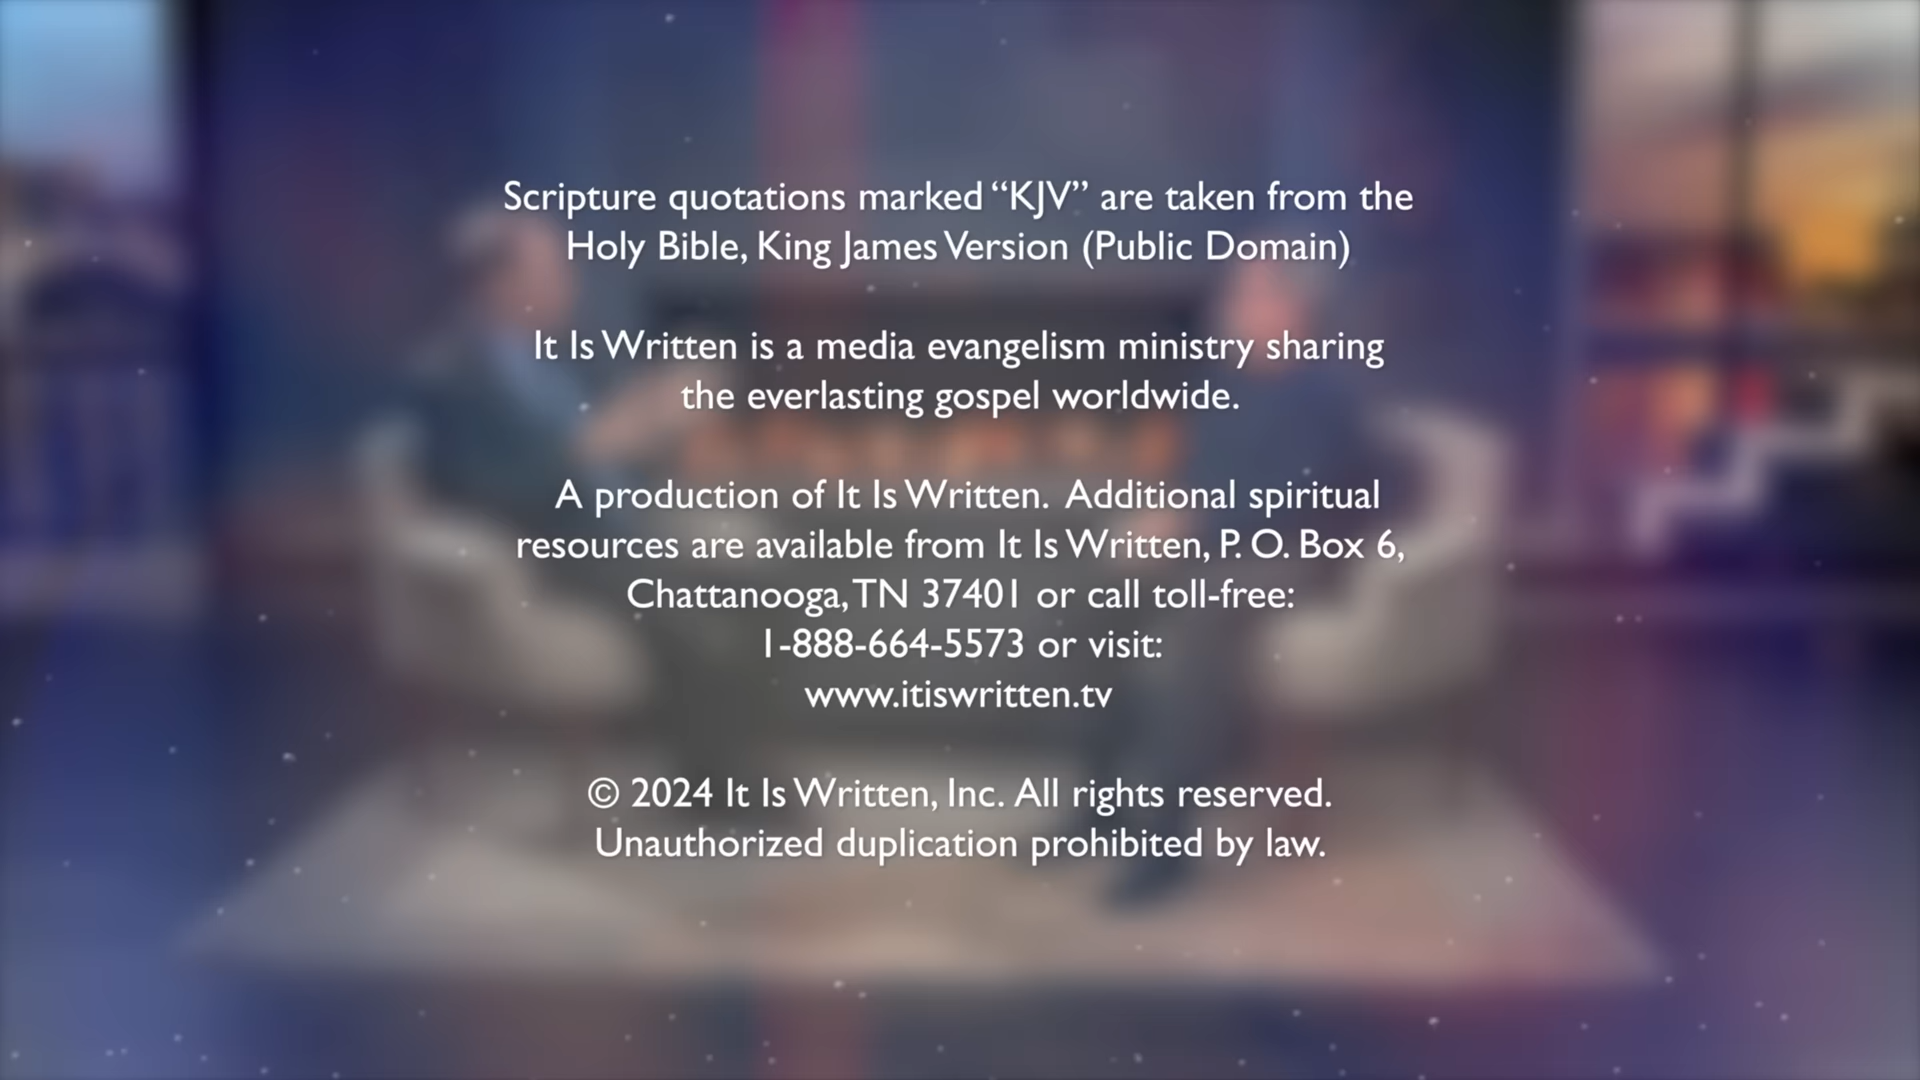 Scripture quotations marked “KJV” are taken from the
Holy Bible, King James Version (Public Domain)
It Is Written is a media evangelism ministry sharing
the everlasting gospel worldwide.
A production of It Is Written. Additional spiritual
resources are available from It Is Written, P. O. Box 6,
Chattanooga, TN 37401 or call toll-free:
1-888-664-5573 or visit:
www.itiswritten.tv
© 2024 It Is Written, Inc. All rights reserved.
Unauthorized duplication prohibited by law.